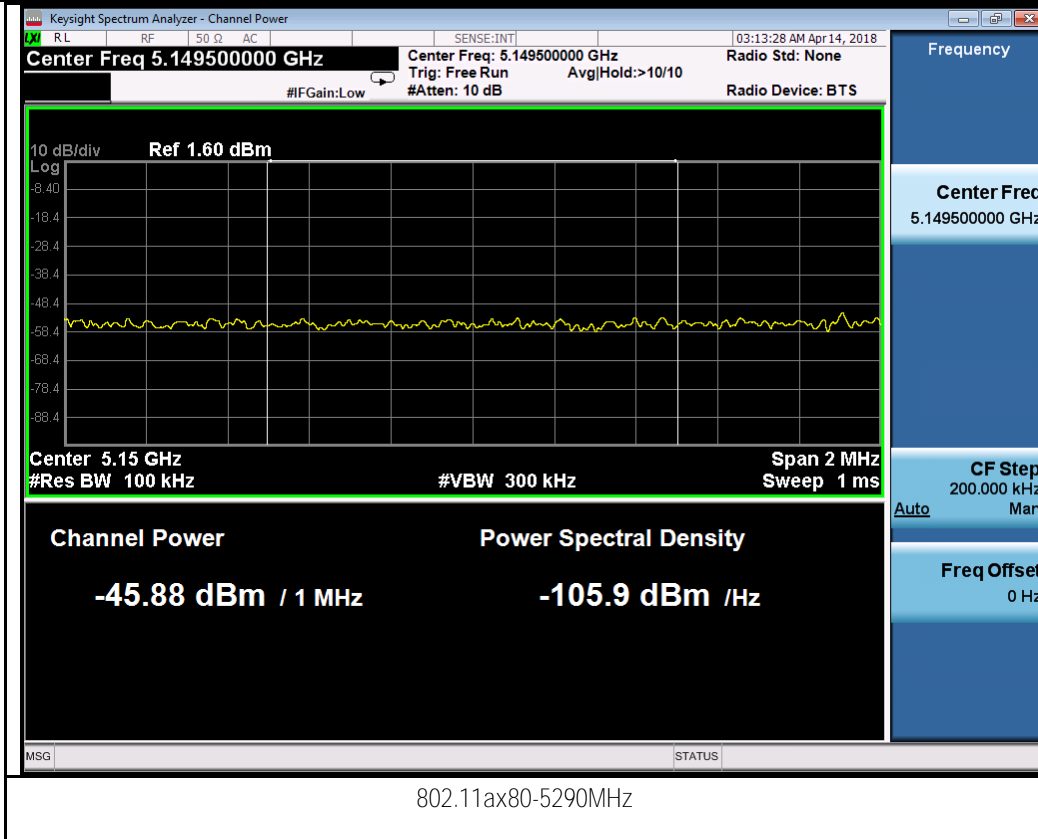 Keysight Spectrum Analyzer - Channel Power
LXI RL RF 50 Ω AC SENSE:INT 03:13:28 AM Apr 14, 2018
Center Freq 5.149500000 GHz
Center Freq: 5.149500000 GHz
Radio Std: None
Trig: Free Run Avg|Hold:>10/10
#IFGain:Low #Atten: 10 dB Radio Device: BTS
Frequency
10 dB/div Ref 1.60 dBm
Log
-8.40
-18.4
-28.4
-38.4
-48.4
-58.4
-68.4
-78.4
-88.4
Center 5.15 GHz Span 2 MHz
#Res BW 100 kHz #VBW 300 kHz Sweep 1 ms
Center Freq
5.149500000 GHz
CF Step
200.000 kHz
Auto Man
Freq Offset
0 Hz
Channel Power Power Spectral Density
-45.88 dBm / 1 MHz -105.9 dBm /Hz
MSG STATUS
802.11ax80-5290MHz